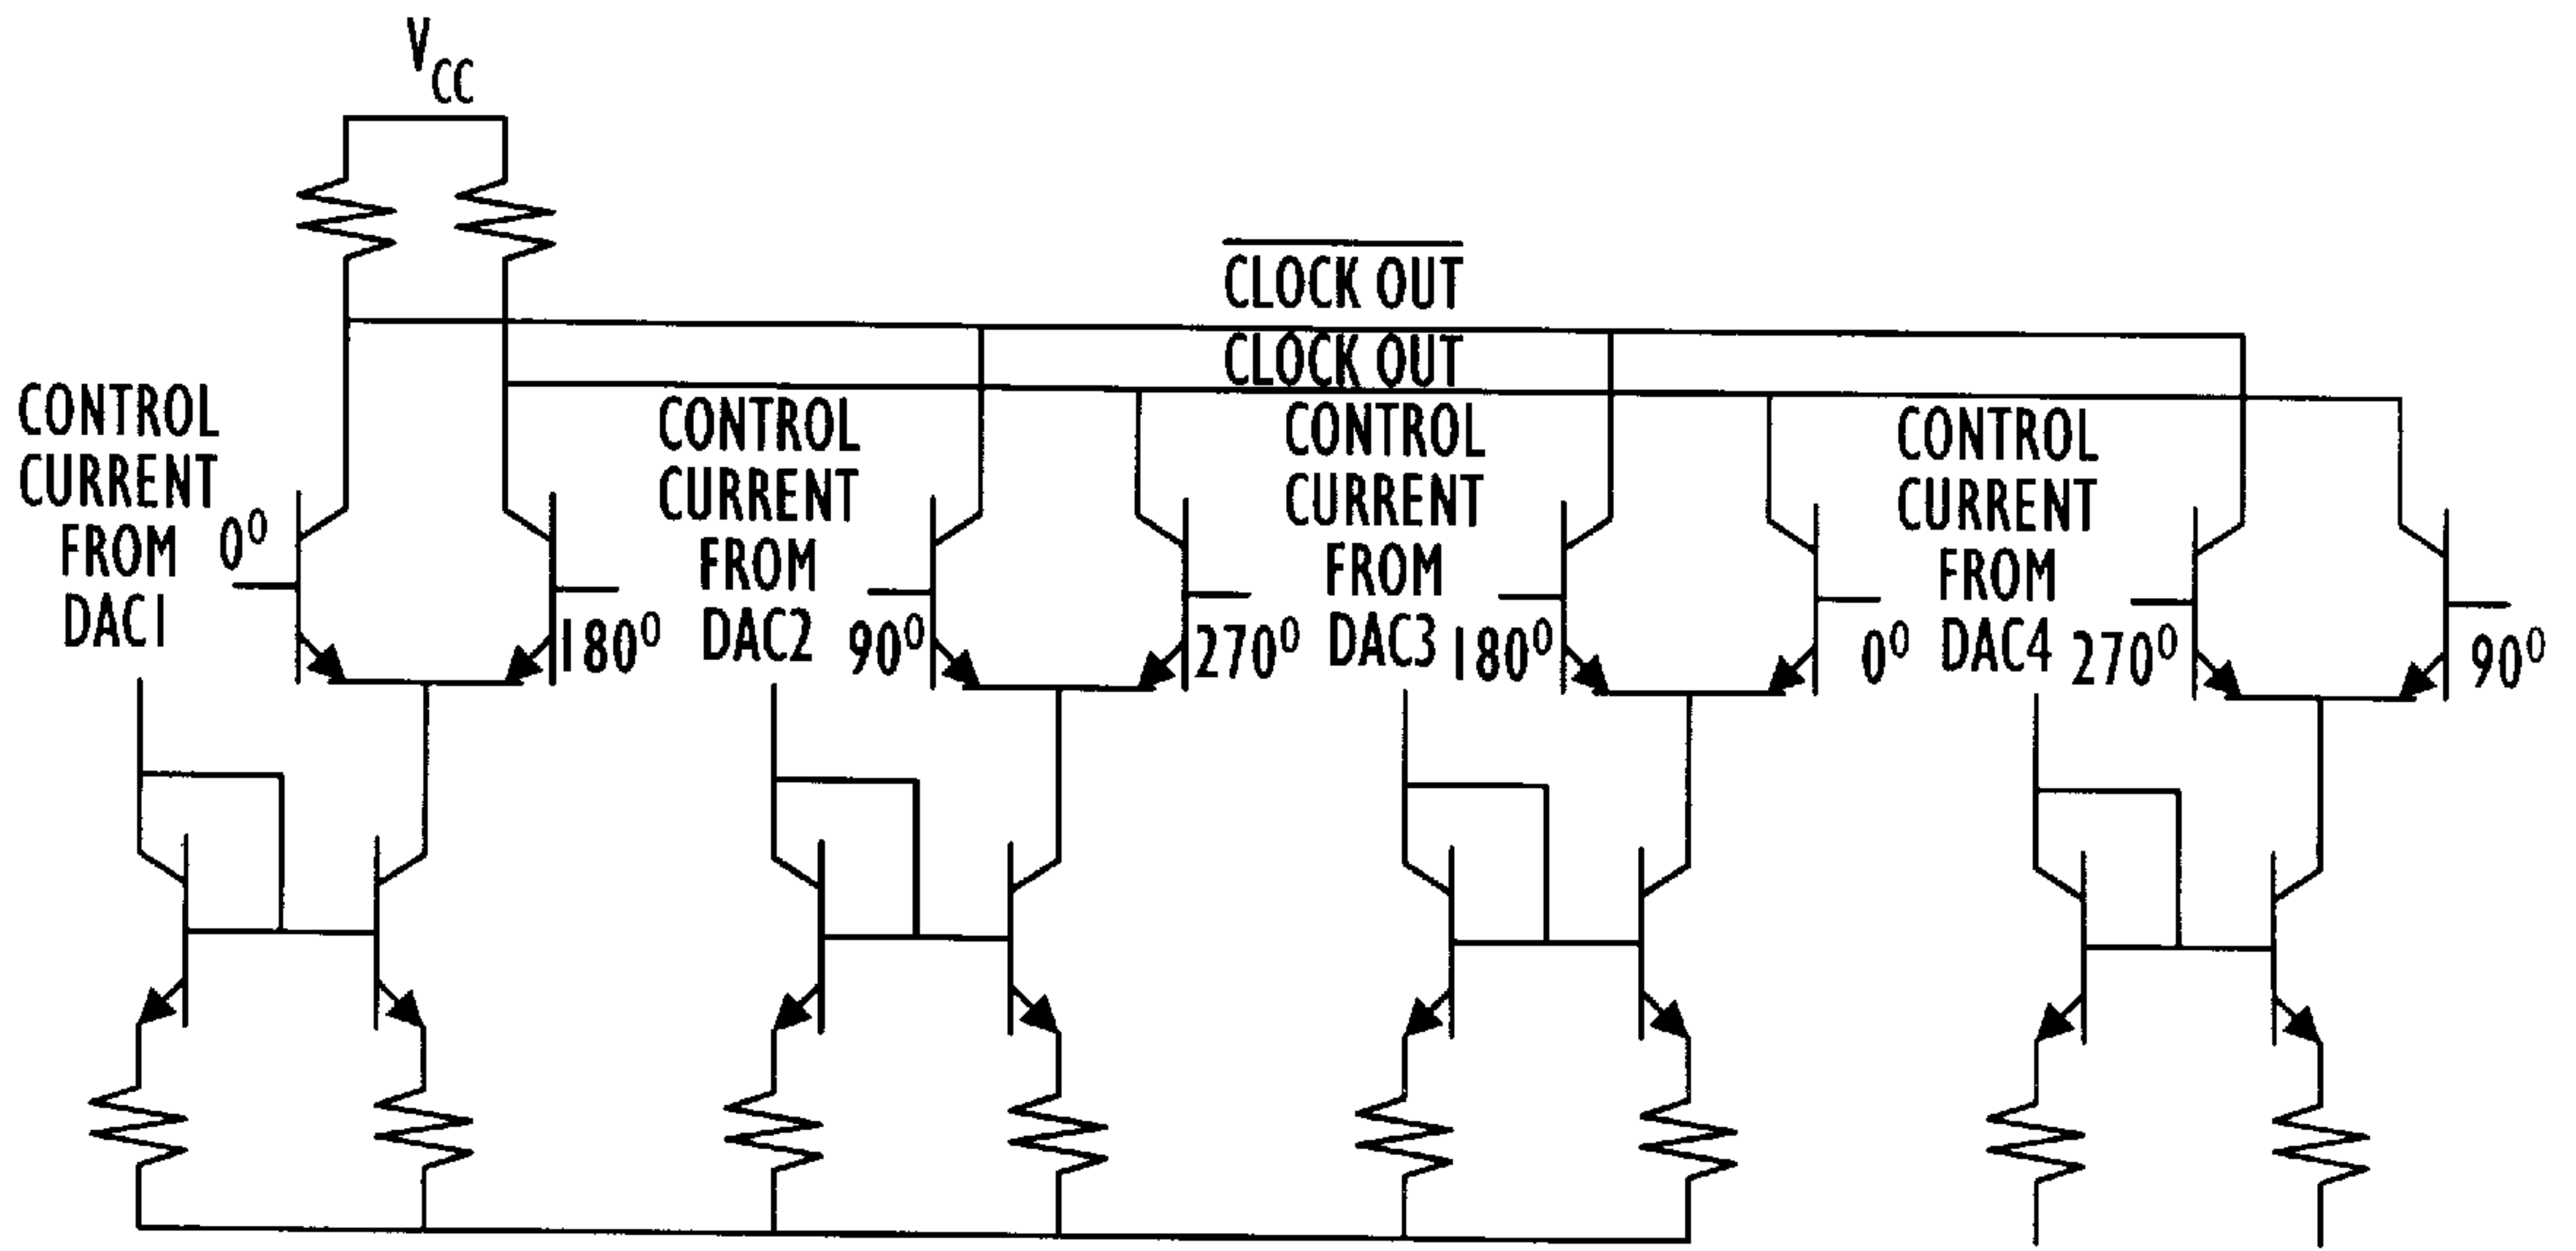 VCC
CLOCK OUT
CLOCK OUT
CONTROL
CURRENT
FROM
DAC1
0⁰
180⁰
CONTROL
CURRENT
FROM
DAC2
90⁰
270⁰
CONTROL
CURRENT
FROM
DAC3
180⁰
0⁰
CONTROL
CURRENT
FROM
DAC4
270⁰
90⁰